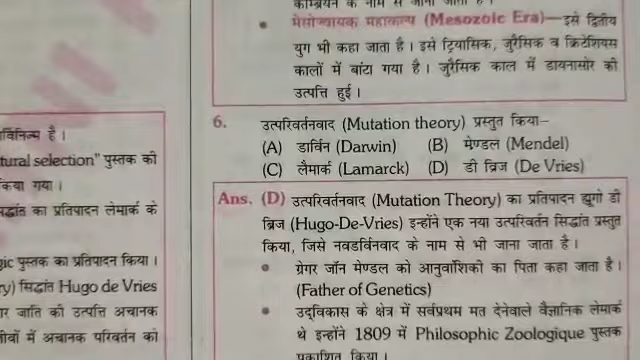 कैम्ब्रियन के नाम से जाना जाता है।
• मेसोज्वायक महाकल्प (Mesozoic Era)—इसे द्वितीय
युग भी कहा जाता है। इसे ट्रियासिक, जुरैसिक व क्रिटेशियस
कालों में बांटा गया है। जुरैसिक काल में डायनासोर की
उत्पत्ति हुई।
6. उत्परिवर्तनवाद (Mutation theory) प्रस्तुत किया–
(A) डार्विन (Darwin) (B) मेण्डल (Mendel)
(C) लैमार्क (Lamarck) (D) डी व्रिज (De Vries)
Ans. (D) उत्परिवर्तनवाद (Mutation Theory) का प्रतिपादन ह्यूगो डी
ब्रिज (Hugo-De-Vries) इन्होंने एक नया उत्परिवर्तन सिद्धांत प्रस्तुत
किया, जिसे नवडर्विनवाद के नाम से भी जाना जाता है।
• ग्रेगर जॉन मेण्डल को आनुवांशिकी का पिता कहा जाता है।
(Father of Genetics)
• उद्विकास के क्षेत्र में सर्वप्रथम मत देनेवाले वैज्ञानिक लेमार्क
थे इन्होंने 1809 में Philosophic Zoologique पुस्तक
प्रकाशित किया।
विनिल्म है।
tural selection" पुस्तक की
किया गया।
सद्धांत का प्रतिपादन लेमार्क के
gic पुस्तक का प्रतिपादन किया।
ry) सिद्धांत Hugo de Vries
र जाति की उत्पत्ति अचानक
जीवों में अचानक परिवर्तन को